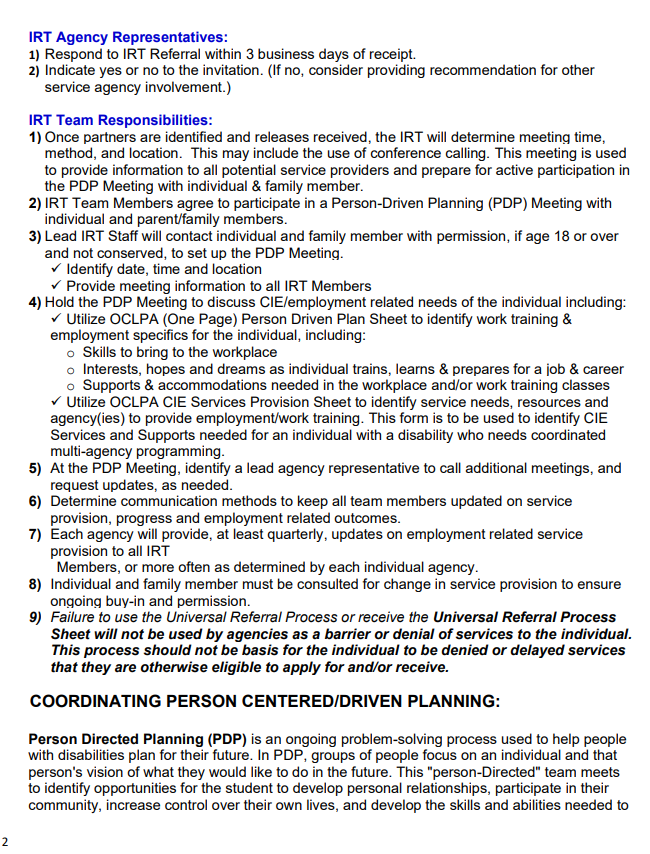 IRT Agency Representatives:
1) Respond to IRT Referral within 3 business days of receipt.
2) Indicate yes or no to the invitation. (If no, consider providing recommendation for other
service agency involvement.)
IRT Team Responsibilities:
1) Once partners are identified and releases received, the IRT will determine meeting time,
method, and location. This may include the use of conference calling. This meeting is used
to provide information to all potential service providers and prepare for active participation in
the PDP Meeting with individual & family member.
2) IRT Team Members agree to participate in a Person-Driven Planning (PDP) Meeting with
individual and parent/family members.
3) Lead IRT Staff will contact individual and family member with permission, if age 18 or over
and not conserved, to set up the PDP Meeting.
✓ Identify date, time and location
✓ Provide meeting information to all IRT Members
4) Hold the PDP Meeting to discuss CIE/employment related needs of the individual including:
✓ Utilize OCLPA (One Page) Person Driven Plan Sheet to identify work training &
employment specifics for the individual, including:
o Skills to bring to the workplace
o Interests, hopes and dreams as individual trains, learns & prepares for a job & career
o Supports & accommodations needed in the workplace and/or work training classes
✓ Utilize OCLPA CIE Services Provision Sheet to identify service needs, resources and
agency(ies) to provide employment/work training. This form is to be used to identify CIE
Services and Supports needed for an individual with a disability who needs coordinated
multi-agency programming.
5) At the PDP Meeting, identify a lead agency representative to call additional meetings, and
request updates, as needed.
6) Determine communication methods to keep all team members updated on service
provision, progress and employment related outcomes.
7) Each agency will provide, at least quarterly, updates on employment related service
provision to all IRT
Members, or more often as determined by each individual agency.
8) Individual and family member must be consulted for change in service provision to ensure
ongoing buy-in and permission.
9) Failure to use the Universal Referral Process or receive the Universal Referral Process
Sheet will not be used by agencies as a barrier or denial of services to the individual.
This process should not be basis for the individual to be denied or delayed services
that they are otherwise eligible to apply for and/or receive.
COORDINATING PERSON CENTERED/DRIVEN PLANNING:
Person Directed Planning (PDP) is an ongoing problem-solving process used to help people
with disabilities plan for their future. In PDP, groups of people focus on an individual and that
person's vision of what they would like to do in the future. This "person-Directed" team meets
to identify opportunities for the student to develop personal relationships, participate in their
community, increase control over their own lives, and develop the skills and abilities needed to
2